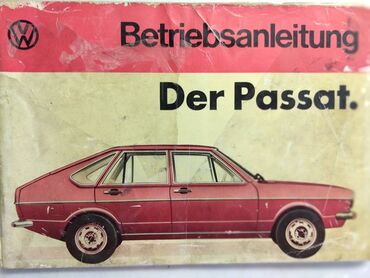 VW
Betriebsanleitung
Der Passat.